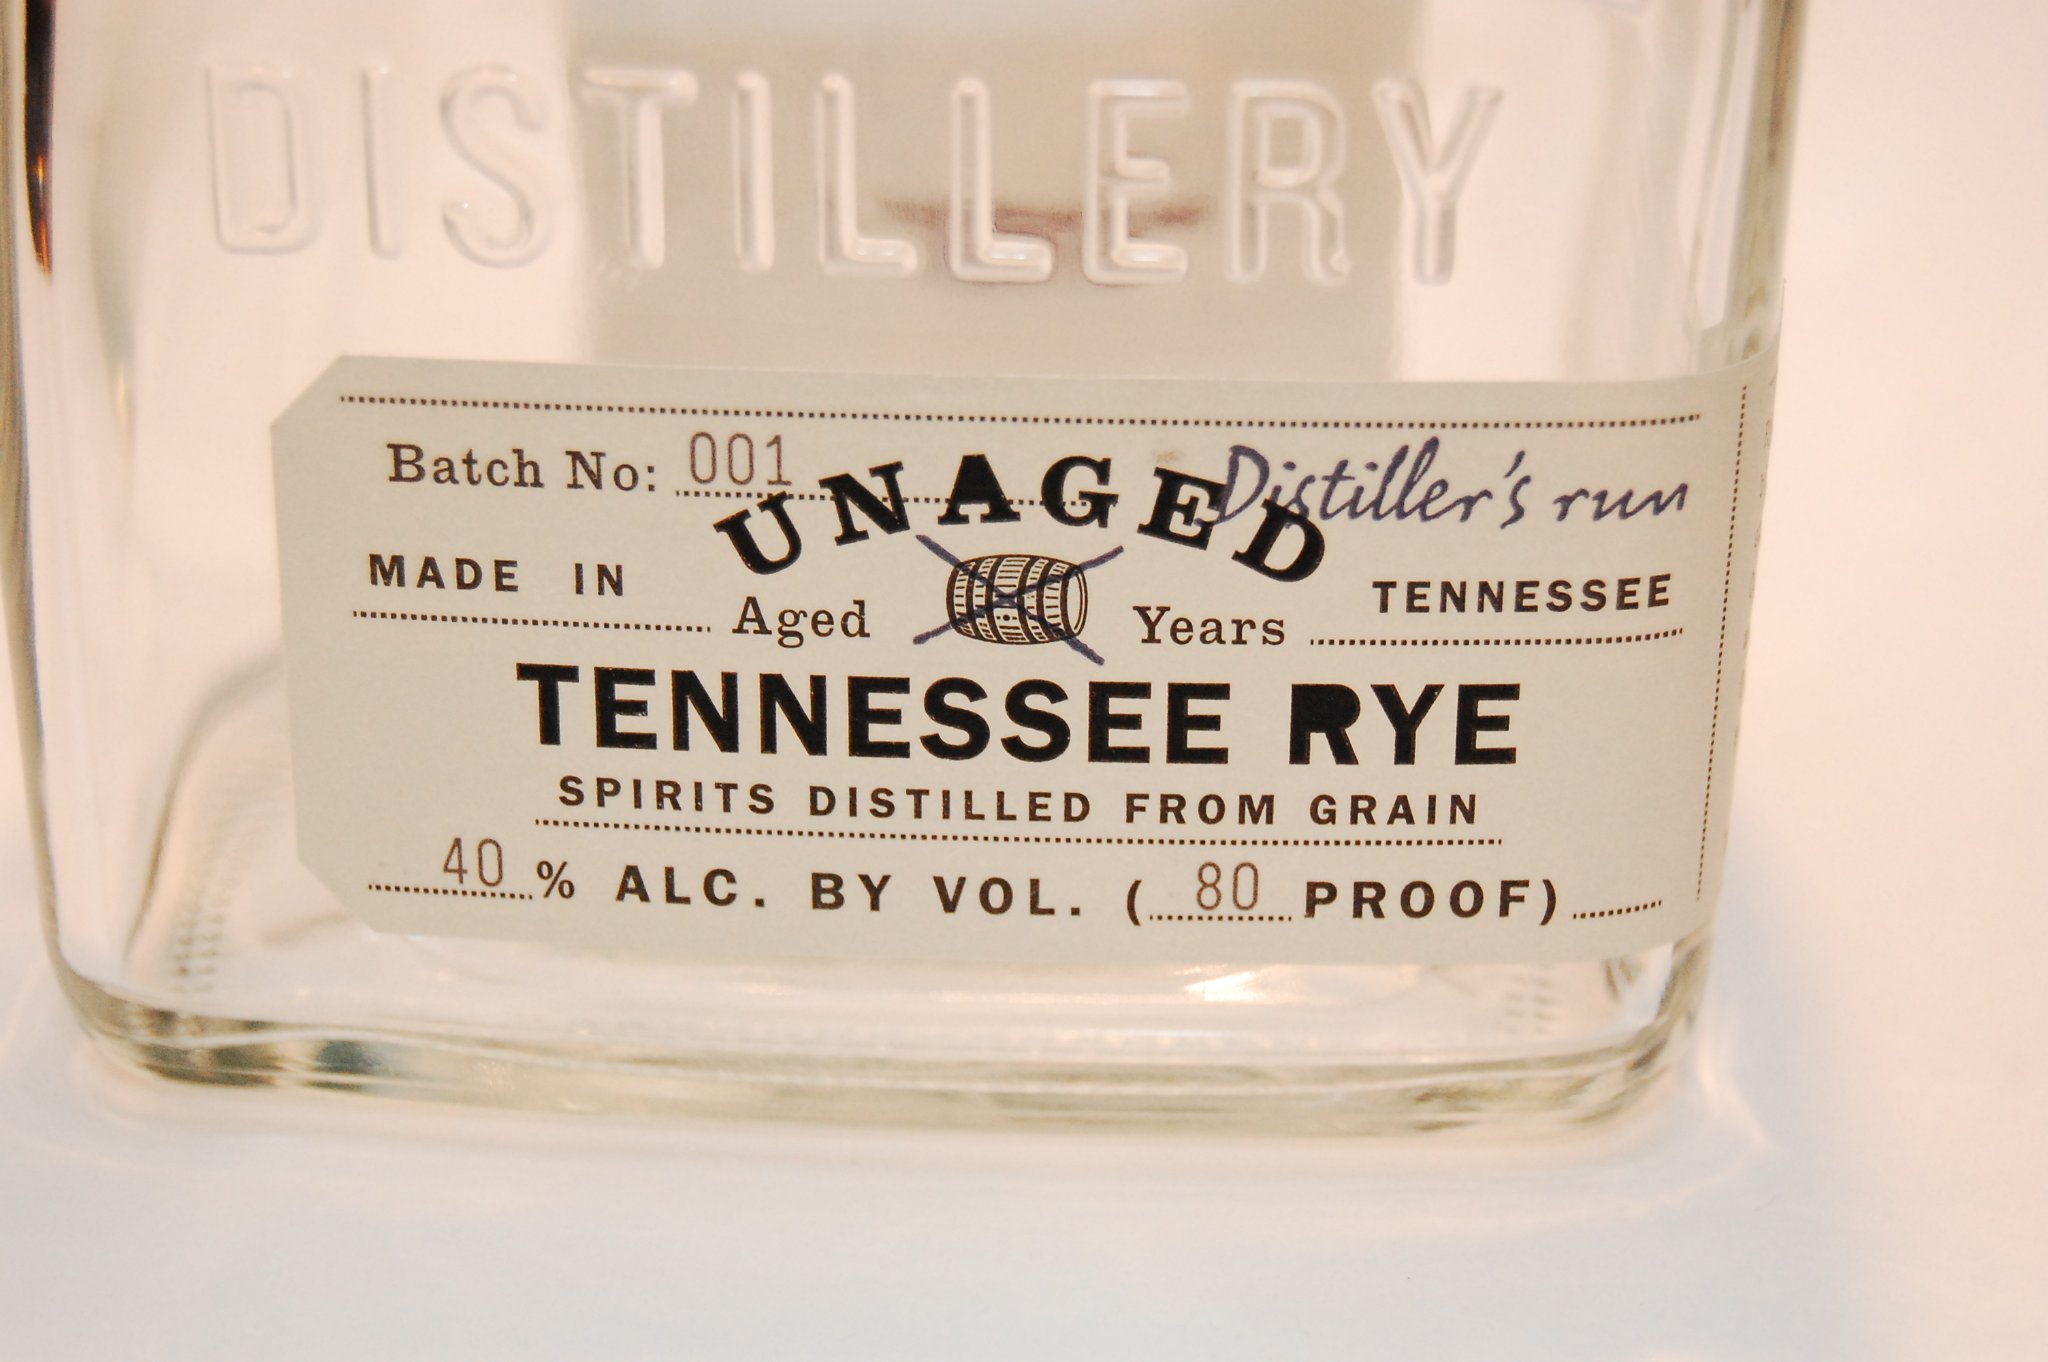 DISTILLERY
Batch No: 001
Distiller's run
UNAGED
MADE IN
TENNESSEE
Aged Years
TENNESSEE RYE
SPIRITS DISTILLED FROM GRAIN
40 % ALC. BY VOL. ( 80 PROOF)